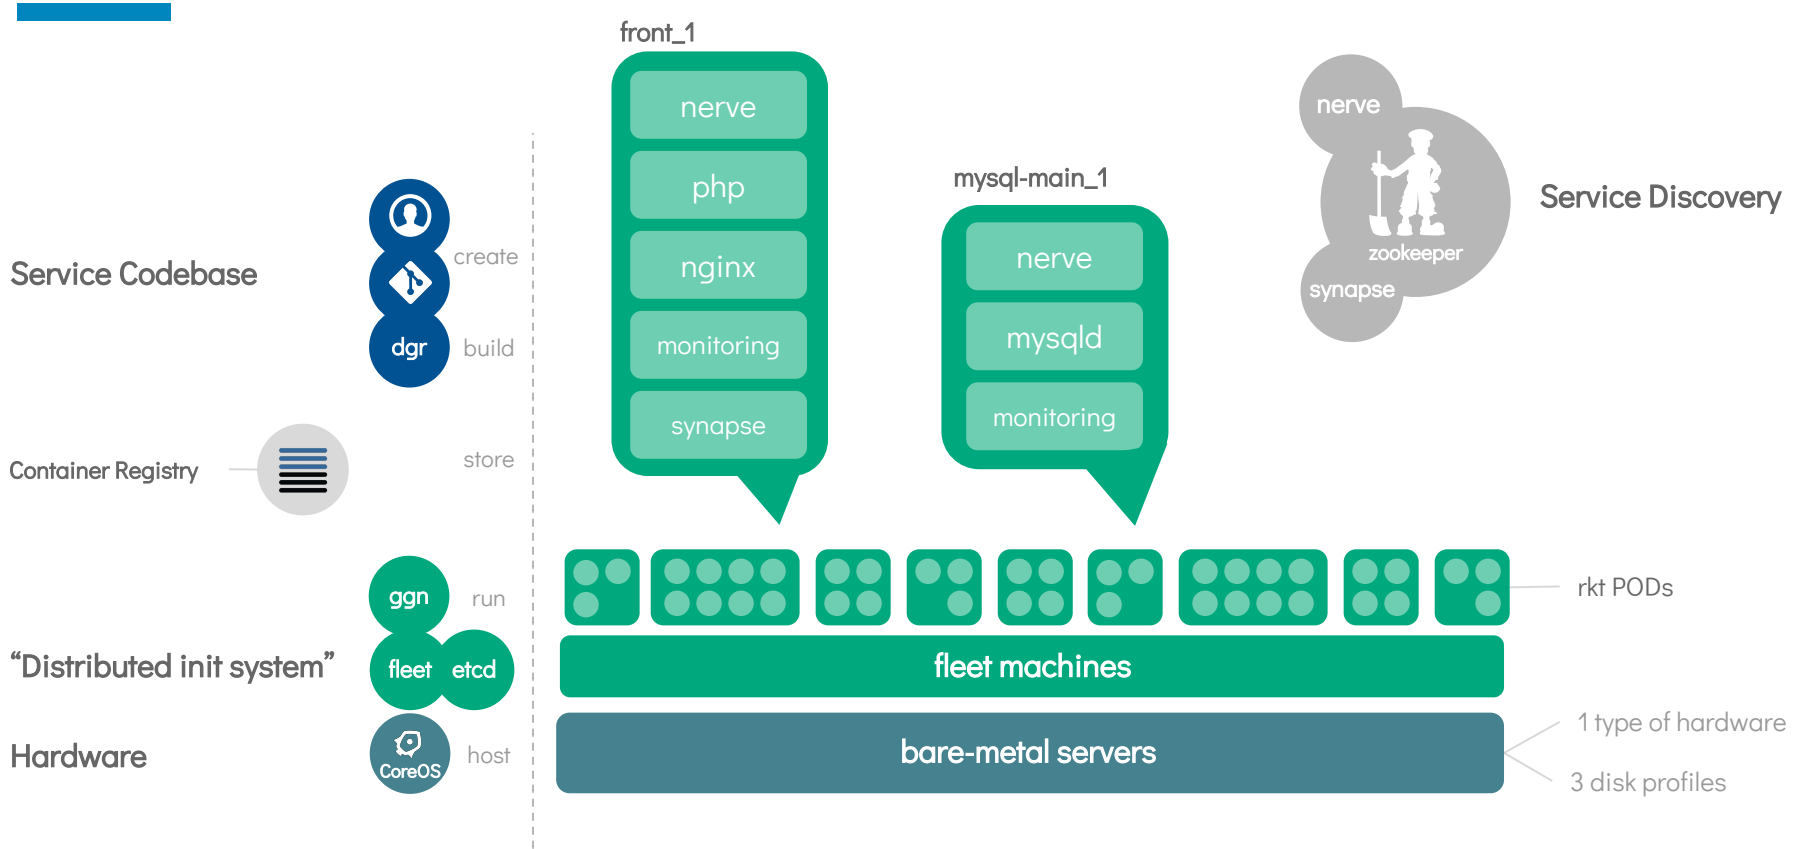 front_1
nerve
php
nginx
monitoring
synapse
mysql-main_1
nerve
mysqld
monitoring
nerve
zookeeper
synapse
Service Discovery
Service Codebase
create
dgr
build
Container Registry
store
ggn
run
rkt PODs
“Distributed init system”
fleet
etcd
fleet machines
Hardware
CoreOS
host
bare-metal servers
1 type of hardware
3 disk profiles